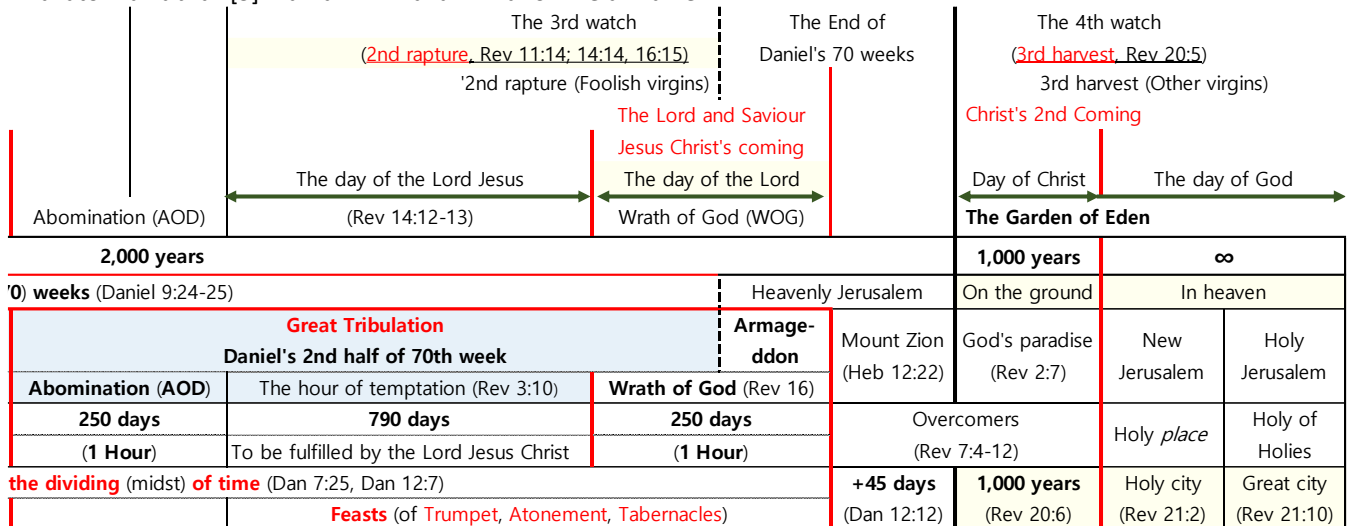 The 3rd watch
The End of
The 4th watch
(2nd rapture, Rev 11:14; 14:14, 16:15)
Daniel's 70 weeks
(3rd harvest, Rev 20:5)
'2nd rapture (Foolish virgins)
3rd harvest (Other virgins)
The Lord and Saviour
Christ's 2nd Coming
Jesus Christ's coming
The day of the Lord Jesus
The day of the Lord
Day of Christ
The day of God
Abomination (AOD)
(Rev 14:12-13)
Wrath of God (WOG)
The Garden of Eden
2,000 years
1,000 years
∞
'0) weeks (Daniel 9:24-25)
Heavenly Jerusalem
On the ground
In heaven
Great Tribulation
Daniel's 2nd half of 70th week
Armage-
ddon
Mount Zion
(Heb 12:22)
God's paradise
(Rev 2:7)
New
Jerusalem
Holy
Jerusalem
Abomination (AOD)
The hour of temptation (Rev 3:10)
Wrath of God (Rev 16)
250 days
790 days
250 days
Overcomers
(Rev 7:4-12)
Holy place
Holy of
Holies
(1 Hour)
To be fulfilled by the Lord Jesus Christ
(1 Hour)
the dividing (midst) of time (Dan 7:25, Dan 12:7)
+45 days
1,000 years
Holy city
Great city
Feasts (of Trumpet, Atonement, Tabernacles)
(Dan 12:12)
(Rev 20:6)
(Rev 21:2)
(Rev 21:10)